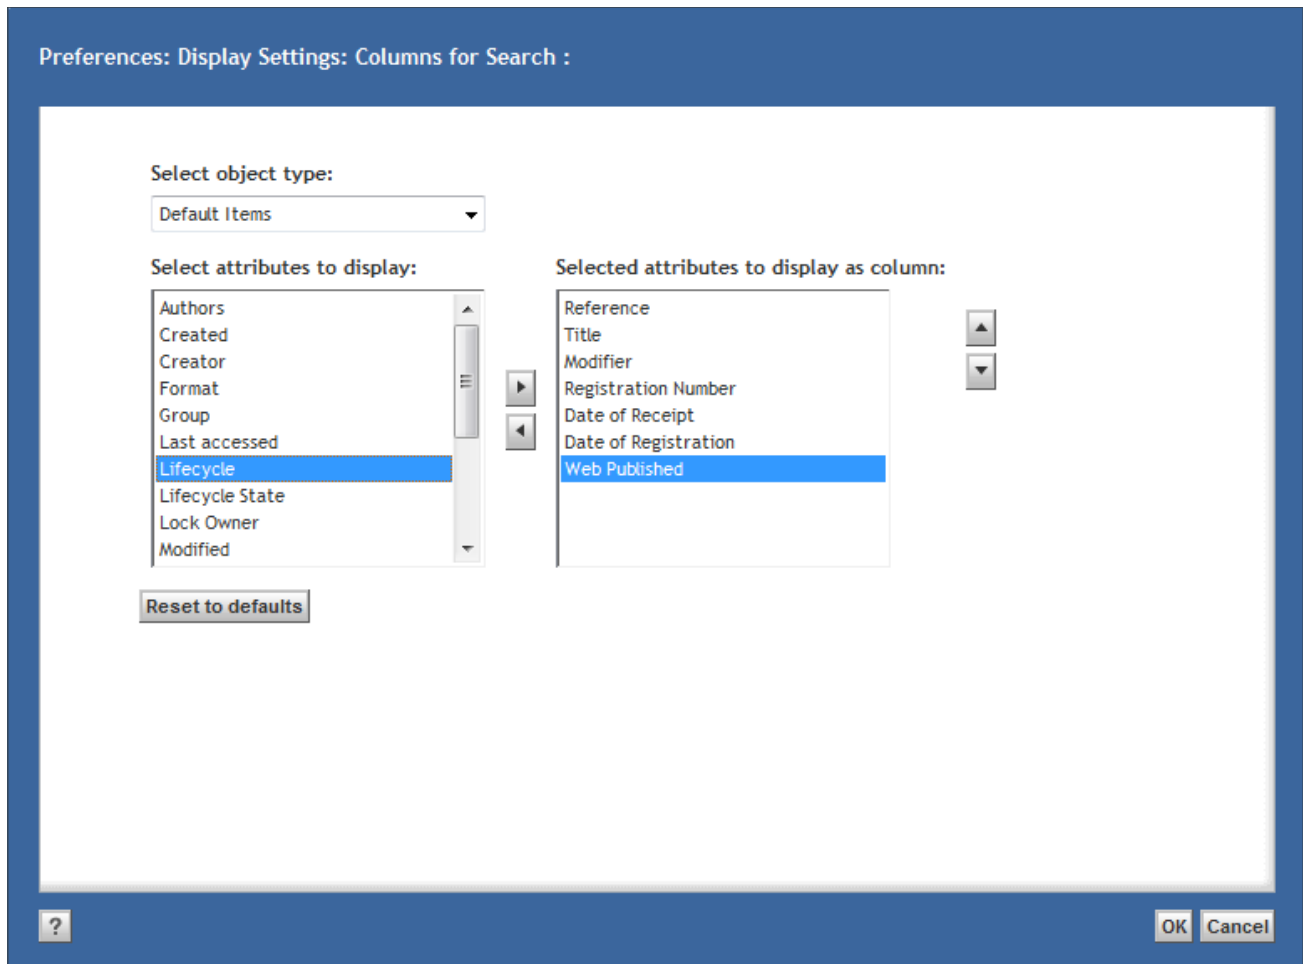 Preferences: Display Settings: Columns for Search :
Select object type:
Default Items
Select attributes to display:
Authors
Created
Creator
Format
Group
Last accessed
Lifecycle
Lifecycle State
Lock Owner
Modified
Selected attributes to display as column:
Reference
Title
Modifier
Registration Number
Date of Receipt
Date of Registration
Web Published
Reset to defaults
?
OK Cancel